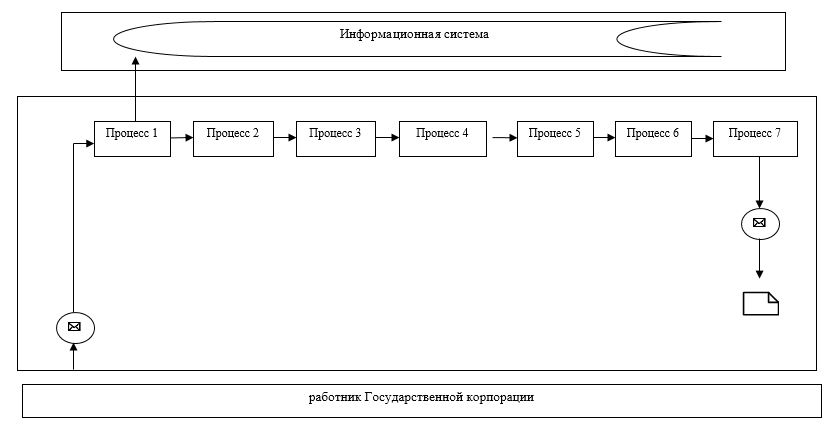 Информационная система
Процесс 1
Процесс 2
Процесс 3
Процесс 4
Процесс 5
Процесс 6
Процесс 7
работник Государственной корпорации